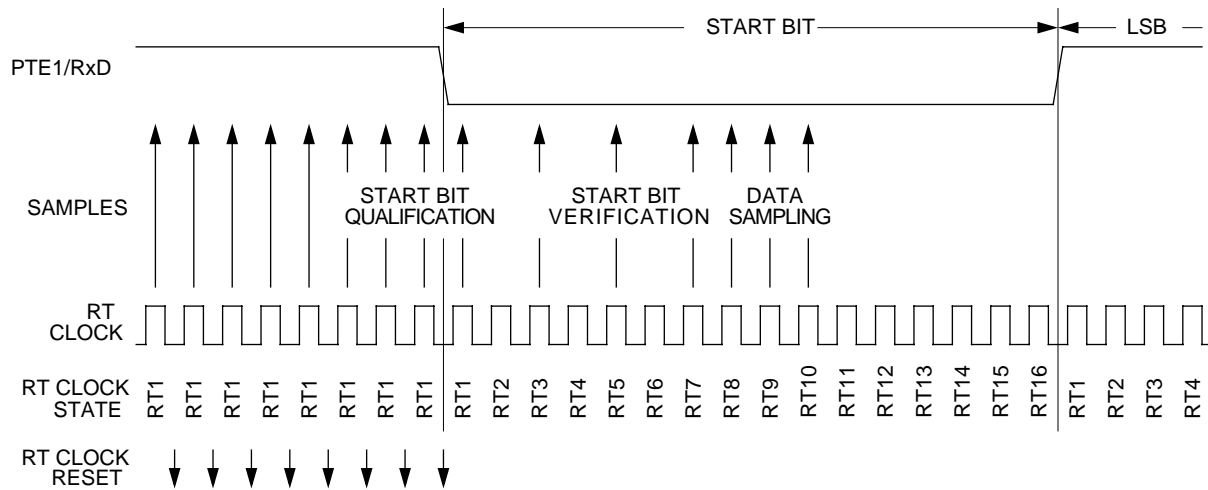 START BIT
LSB
PTE1/RxD
SAMPLES
START BIT
QUALIFICATION
START BIT
VERIFICATION
DATA
SAMPLING
RT
CLOCK
RT CLOCK
STATE
RT1 RT1 RT1 RT1 RT1 RT1 RT1 RT1 RT1 RT2 RT3 RT4 RT5 RT6 RT7 RT8 RT9 RT10 RT11 RT12 RT13 RT14 RT15 RT16 RT1 RT2 RT3 RT4
RT CLOCK
RESET